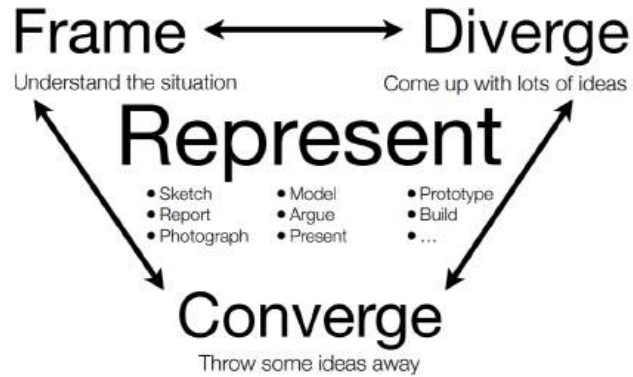 Frame Diverge
Understand the situation Come up with lots of ideas
Represent
• Sketch • Model • Prototype
• Report • Argue • Build
• Photograph • Present • ...
Converge
Throw some ideas away